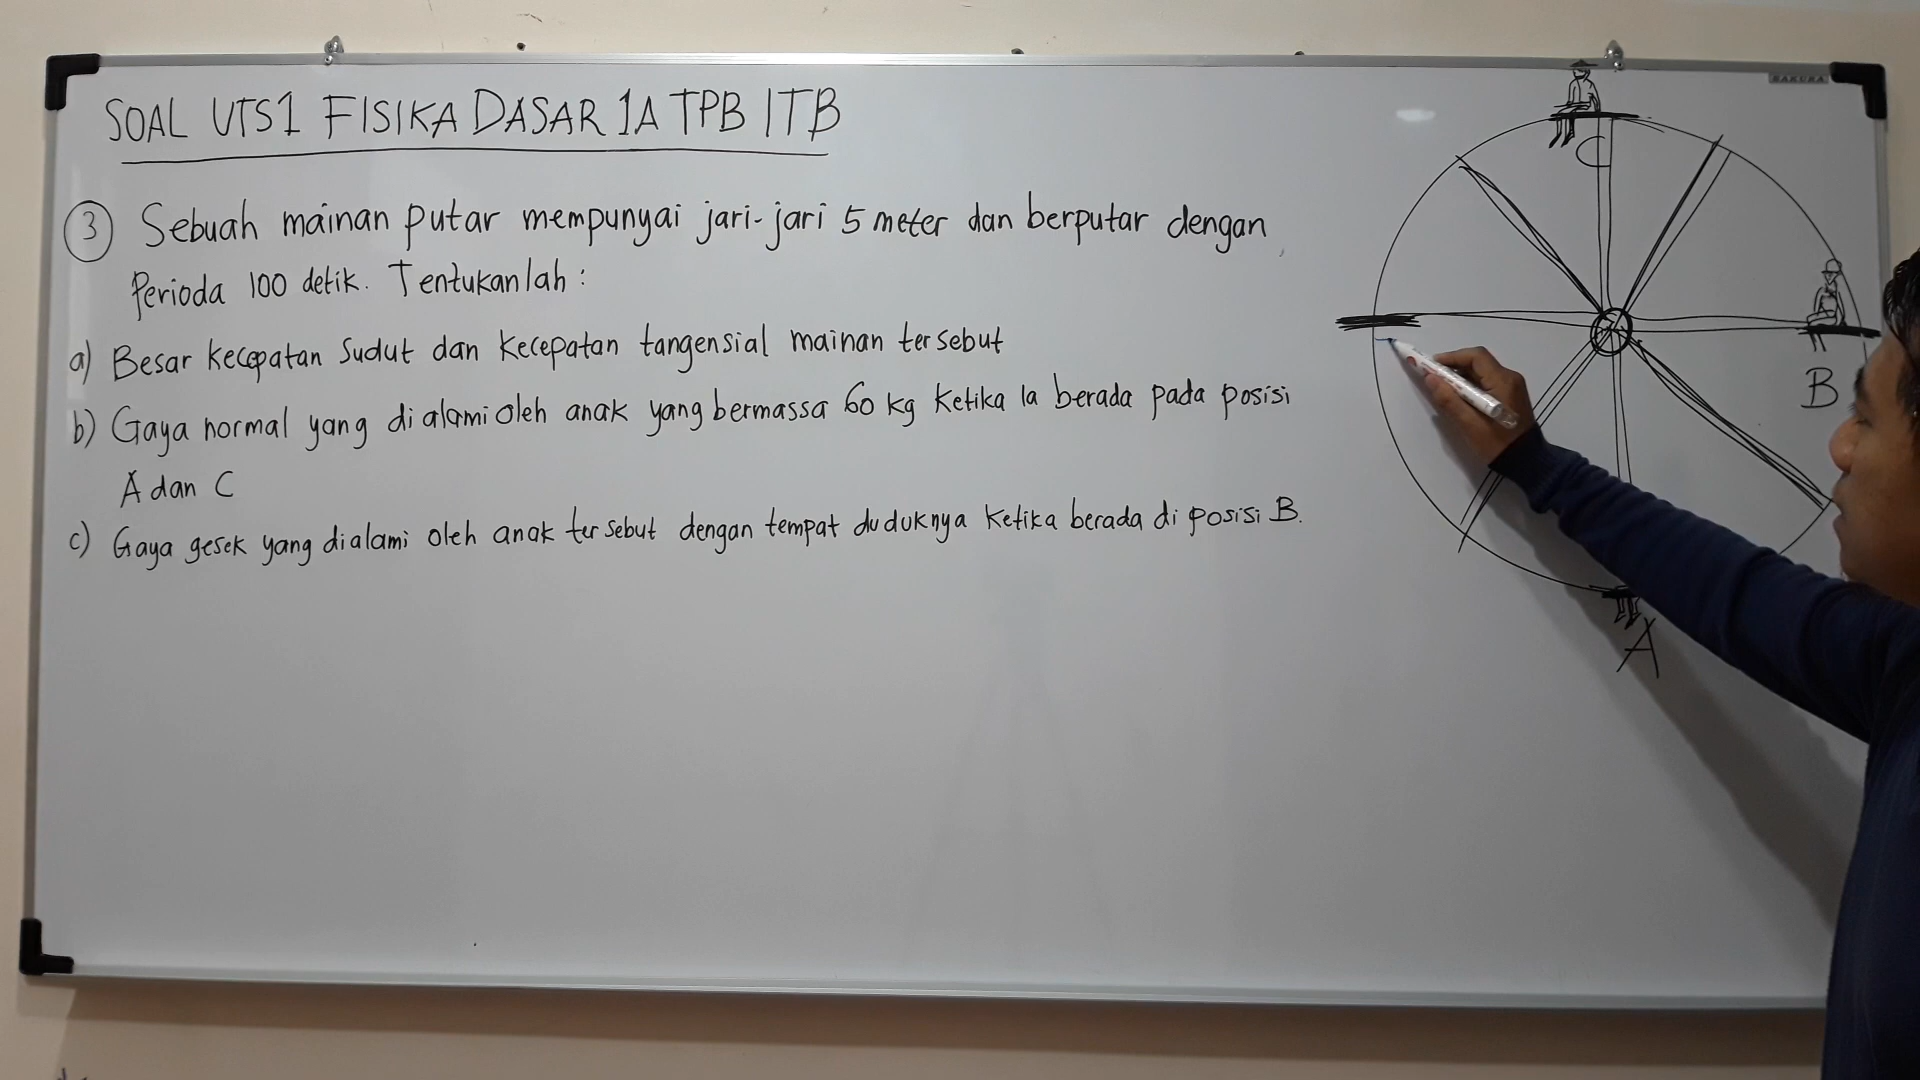 SOAL UTS1 FISIKA DASAR 1A TPB ITB
3 Sebuah mainan putar mempunyai jari-jari 5 meter dan berputar dengan
Perioda 100 detik. Tentukanlah :
a) Besar kecepatan Sudut dan kecepatan tangensial mainan tersebut
b) Gaya normal yang di alami oleh anak yang bermassa 60 kg Ketika Ia berada pada posisi
A dan C
c) Gaya gesek yang dialami oleh anak tersebut dengan tempat duduknya Ketika berada di posisi B.
SAKURA
C
B
A